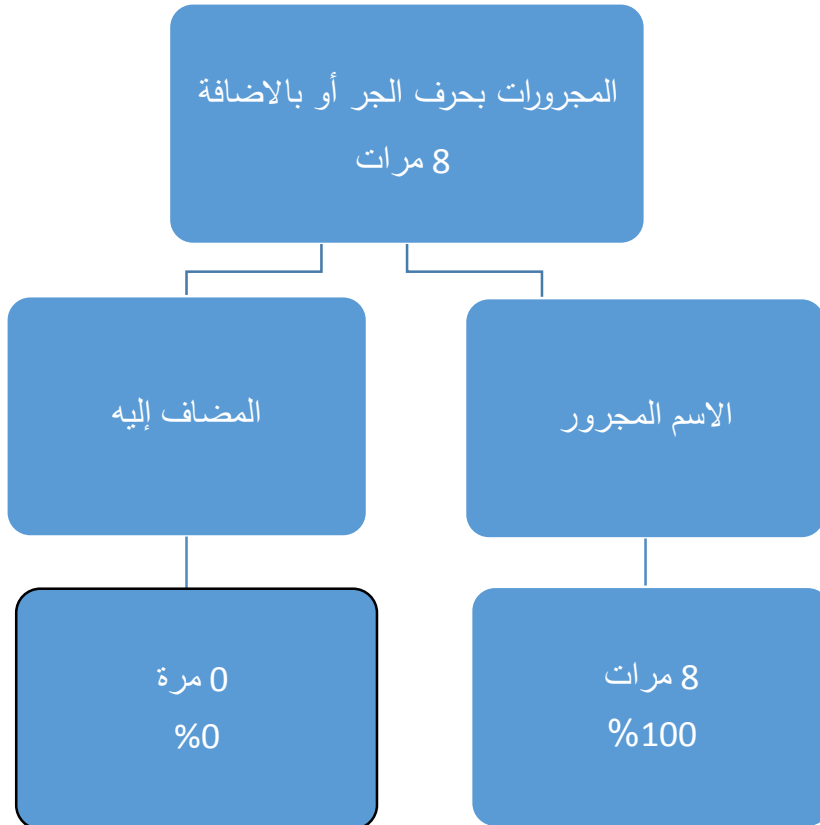 المجرورات بحرف الجر أو بالاضافة
8 مرات
الاسم المجرور
المضاف إليه
8 مرات
%100
0 مرة
%0